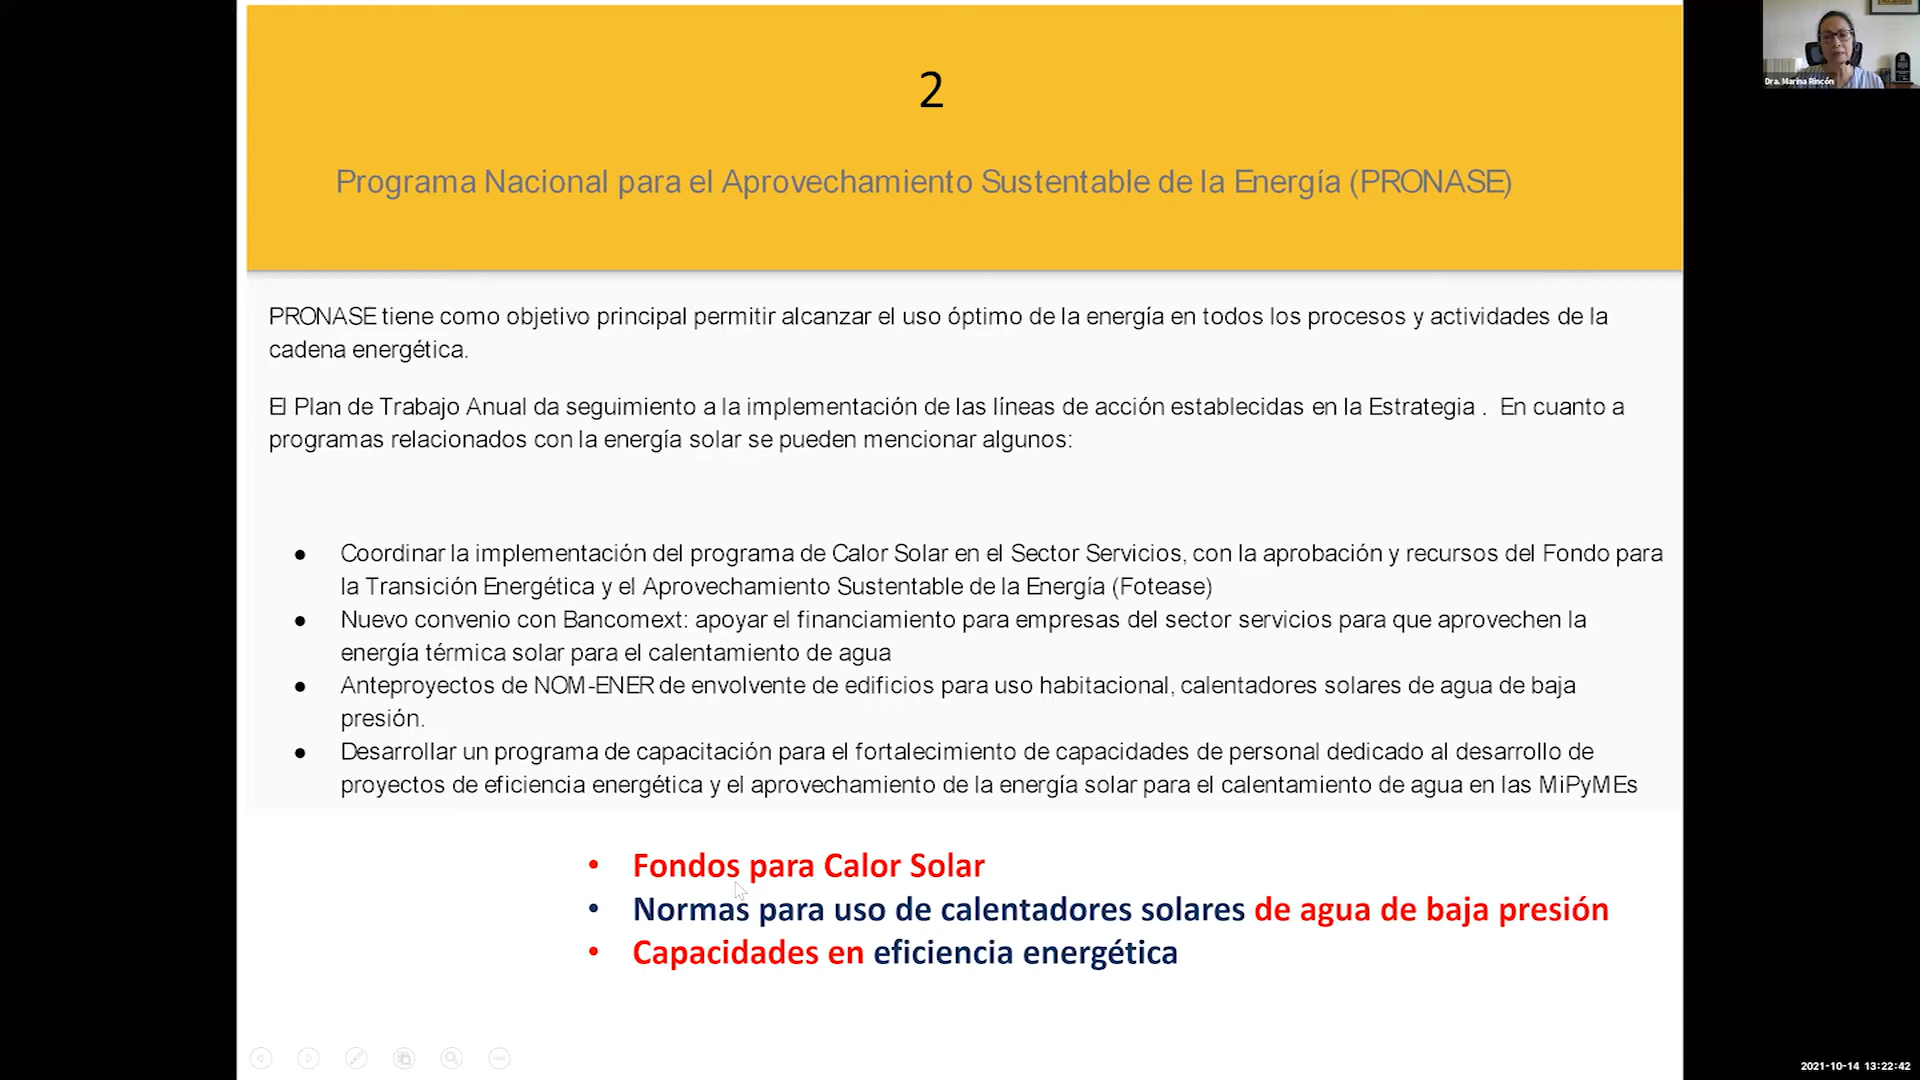 2
Programa Nacional para el Aprovechamiento Sustentable de la Energía (PRONASE)
PRONASE tiene como objetivo principal permitir alcanzar el uso óptimo de la energía en todos los procesos y actividades de la
cadena energética.
El Plan de Trabajo Anual da seguimiento a la implementación de las líneas de acción establecidas en la Estrategia . En cuanto a
programas relacionados con la energía solar se pueden mencionar algunos:
● Coordinar la implementación del programa de Calor Solar en el Sector Servicios, con la aprobación y recursos del Fondo para
la Transición Energética y el Aprovechamiento Sustentable de la Energía (Fotease)
● Nuevo convenio con Bancomext: apoyar el financiamiento para empresas del sector servicios para que aprovechen la
energía térmica solar para el calentamiento de agua
● Anteproyectos de NOM-ENER de envolvente de edificios para uso habitacional, calentadores solares de agua de baja
presión.
● Desarrollar un programa de capacitación para el fortalecimiento de capacidades de personal dedicado al desarrollo de
proyectos de eficiencia energética y el aprovechamiento de la energía solar para el calentamiento de agua en las MiPyMEs
• Fondos para Calor Solar
• Normas para uso de calentadores solares de agua de baja presión
• Capacidades en eficiencia energética
Dra. Marina Rincón
2021-10-14 13:22:42